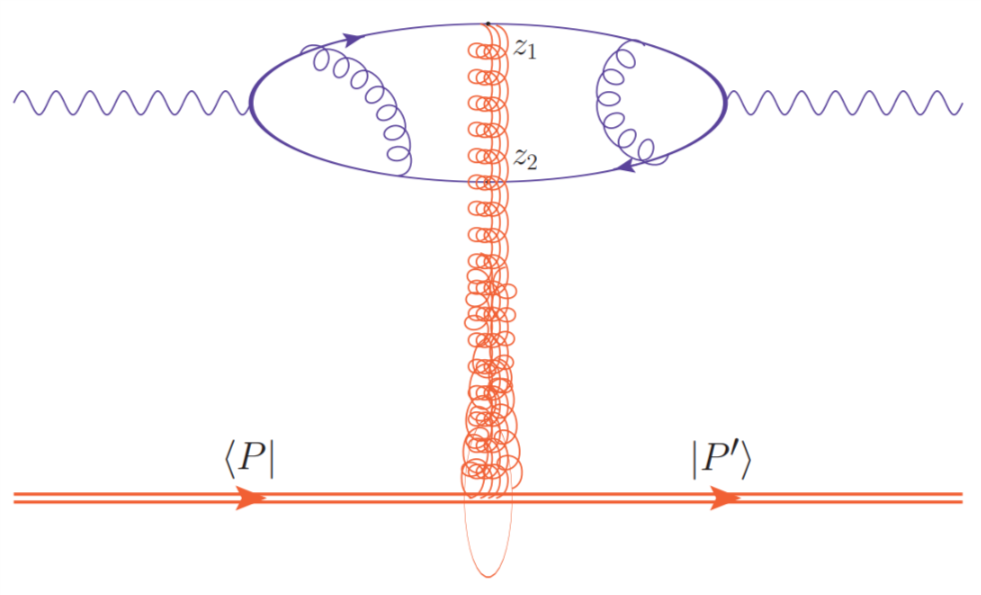 z₁
z₂
⟨P| |P′⟩